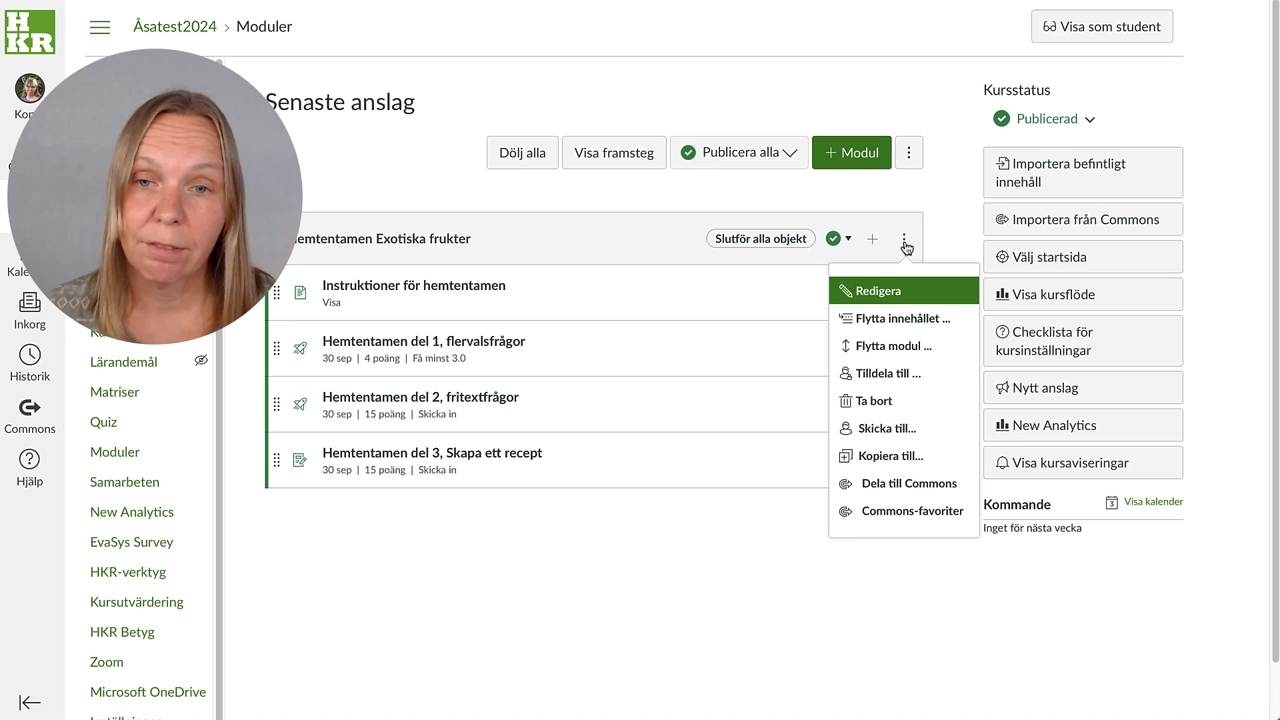 HKR
Åsatest2024 › Moduler
Visa som student
Senaste anslag
Dölj alla
Visa framsteg
Publicera alla
+ Modul
Hemtentamen Exotiska frukter
Slutför alla objekt
Instruktioner för hemtentamen
Visa
Hemtentamen del 1, flervalsfrågor
30 sep | 4 poäng | Få minst 3.0
Hemtentamen del 2, fritextfrågor
30 sep | 15 poäng | Skicka in
Hemtentamen del 3, Skapa ett recept
30 sep | 15 poäng | Skicka in
Redigera
Flytta innehållet ...
Flytta modul ...
Tilldela till ...
Ta bort
Skicka till...
Kopiera till...
Dela till Commons
Commons-favoriter
Kursstatus
Publicerad
Importera befintligt
innehåll
Importera från Commons
Välj startsida
Visa kursflöde
Checklista för
kursinställningar
Nytt anslag
New Analytics
Visa kursaviseringar
Kommande
3
Visa kalender
Inget för nästa vecka
Inkorg
Historik
Commons
Hjälp
Lärandemål
Matriser
Quiz
Moduler
Samarbeten
New Analytics
EvaSys Survey
HKR-verktyg
Kursutvärdering
HKR Betyg
Zoom
Microsoft OneDrive